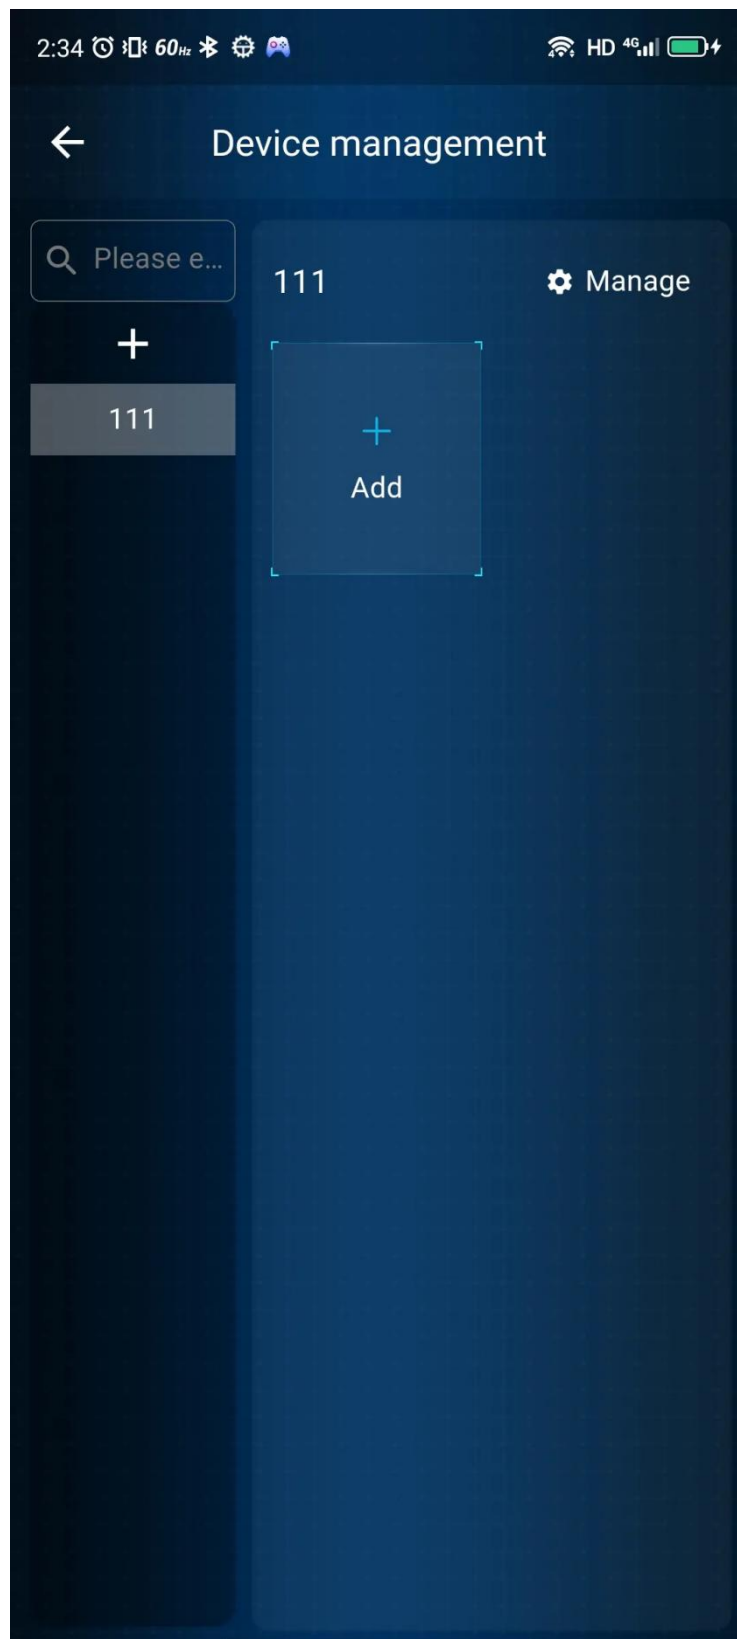 2:34 60Hz HD 4G
Device management
Please e...
111 Manage
111
Add